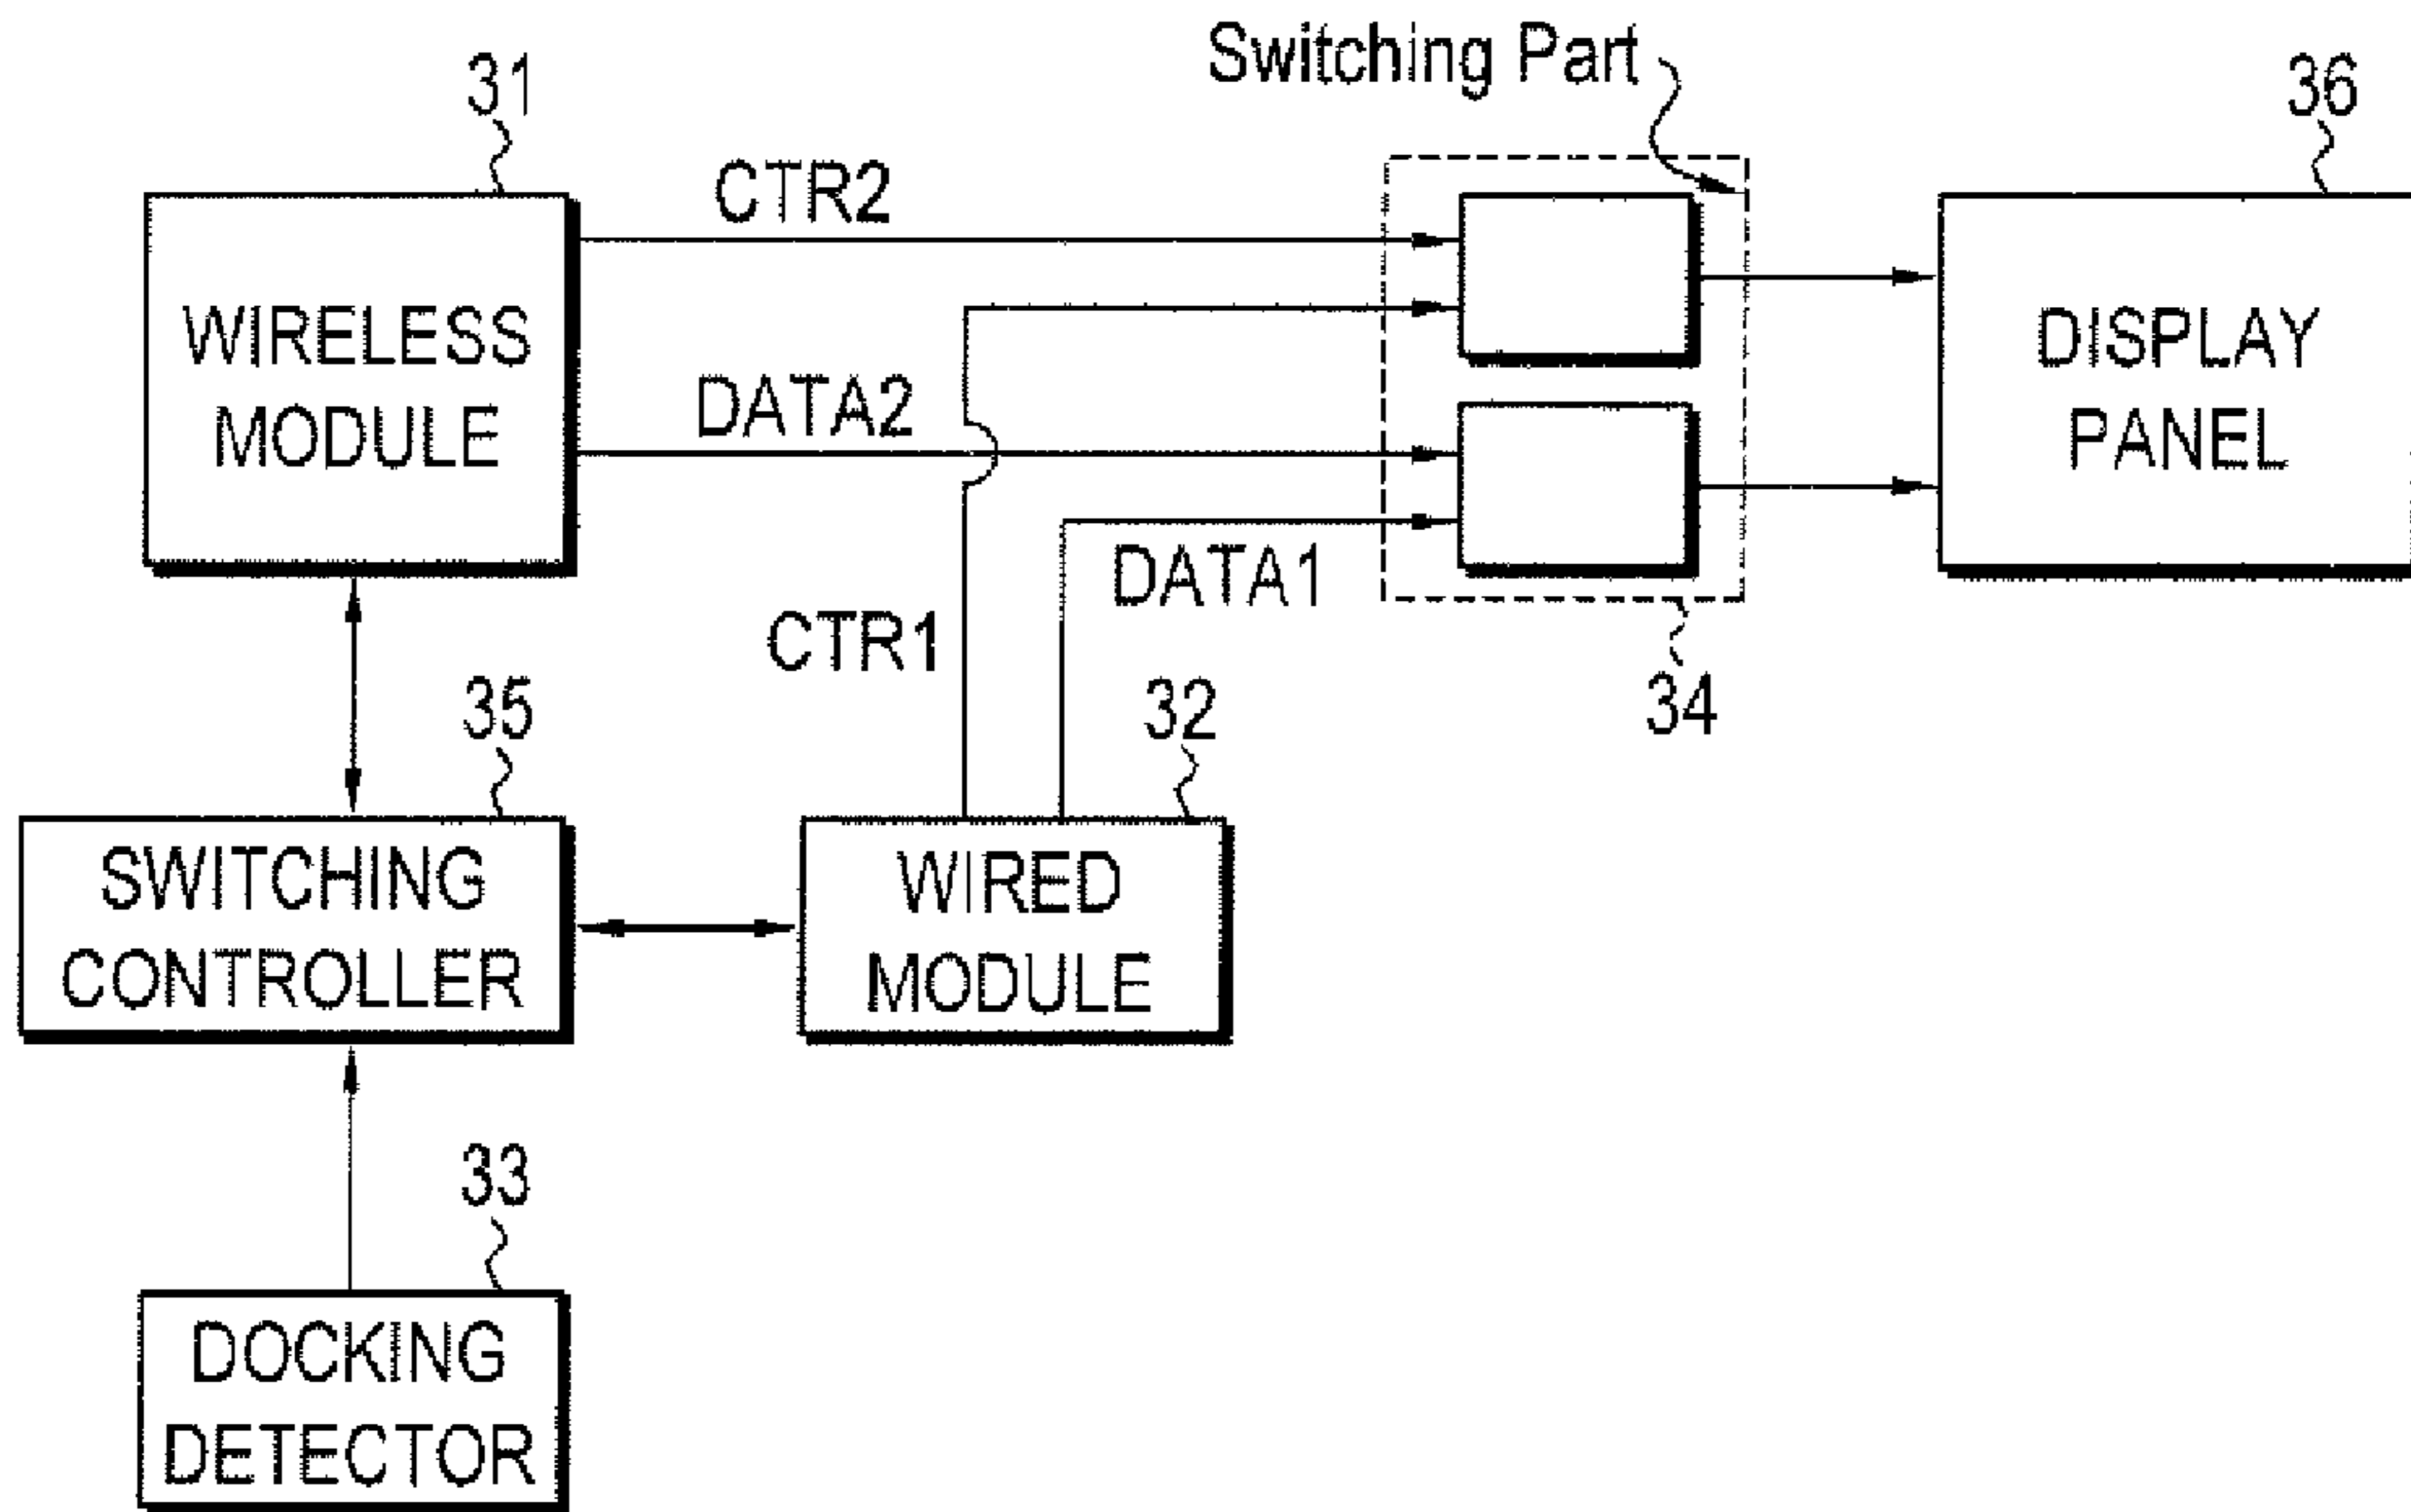 Switching Part
31
36
CTR2
WIRELESS
MODULE
DISPLAY
PANEL
DATA2
DATA1
CTR1
34
35
32
SWITCHING
CONTROLLER
WIRED
MODULE
33
DOCKING
DETECTOR